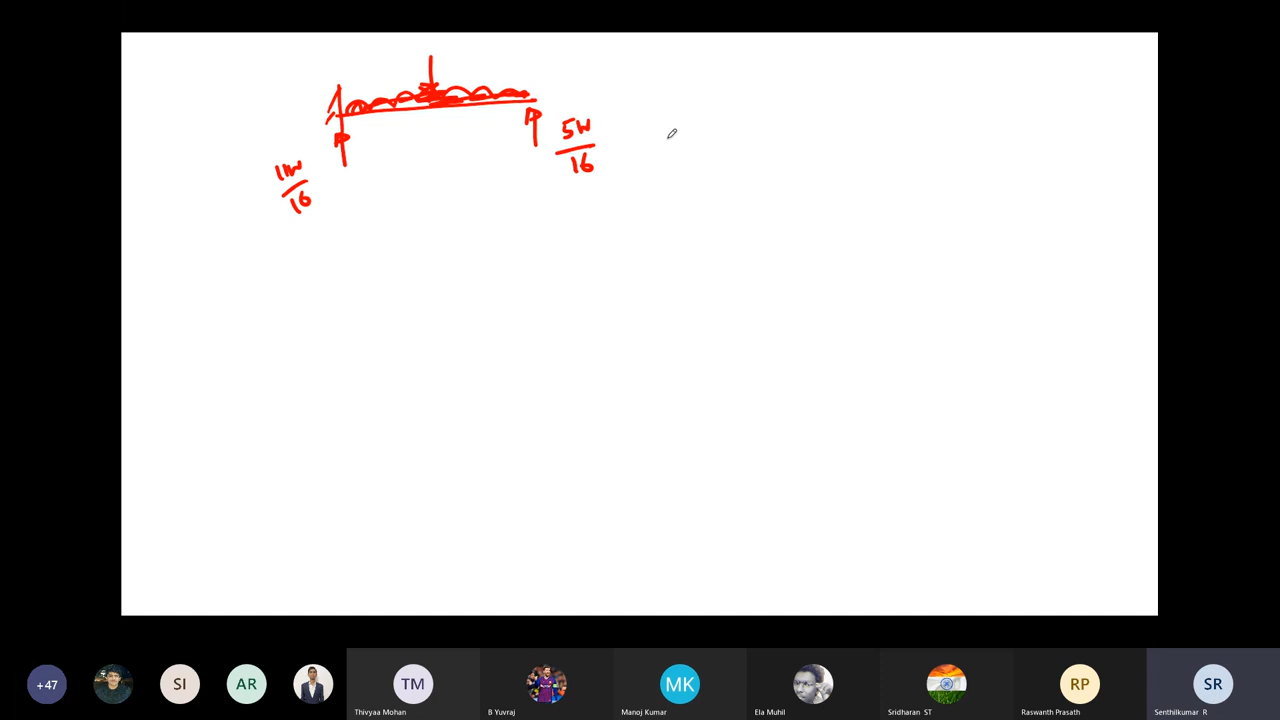 5W
16
11W
16
+47
SI
AR
TM
MK
RP
SR
Thivyaa Mohan
B Yuvraj
Manoj Kumar
Ela Muhil
Sridharan ST
Raswanth Prasath
Senthilkumar R